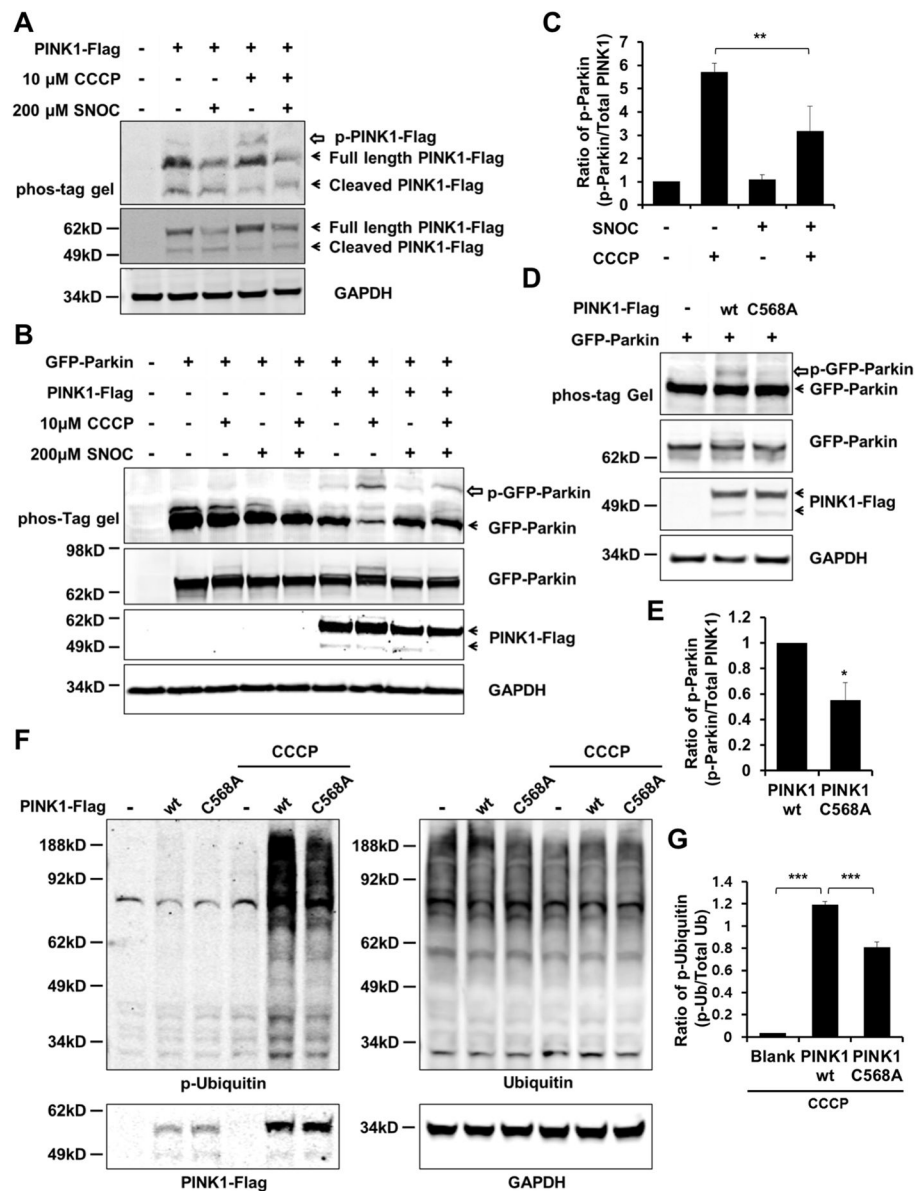 A
PINK1-Flag - + + + +
10 µM CCCP - - - + +
200 µM SNOC - - + - +
p-PINK1-Flag
Full length PINK1-Flag
phos-tag gel
Cleaved PINK1-Flag
62kD
Full length PINK1-Flag
Cleaved PINK1-Flag
49kD
34kD
GAPDH
B
GFP-Parkin - + + + + + + + +
PINK1-Flag - - - - - + + + +
10µM CCCP - - + - + - + - +
200µM SNOC - - - + + - - + +
p-GFP-Parkin
phos-Tag gel
GFP-Parkin
98kD
GFP-Parkin
62kD
62kD
PINK1-Flag
49kD
34kD
GAPDH
C
Ratio of p-Parkin
(p-Parkin/Total PINK1)
7
6
5
4
3
2
1
0
**
SNOC - - + +
CCCP - + - +
D
PINK1-Flag - wt C568A
GFP-Parkin + + +
p-GFP-Parkin
phos-tag Gel
GFP-Parkin
GFP-Parkin
62kD
49kD
PINK1-Flag
34kD
GAPDH
E
Ratio of p-Parkin
(p-Parkin/Total PINK1)
1.2
1
0.8
0.6
0.4
0.2
0
*
PINK1 PINK1
wt C568A
F
CCCP CCCP
PINK1-Flag - wt C568A - wt C568A - wt C568A - wt C568A
188kD 188kD
92kD 92kD
62kD 62kD
49kD 49kD
34kD 34kD
p-Ubiquitin Ubiquitin
62kD
34kD
49kD
PINK1-Flag GAPDH
G
Ratio of p-Ubiquitin
(p-Ub/Total Ub)
1.6
1.2
0.8
0.4
0
*** ***
Blank PINK1 PINK1
wt C568A
CCCP